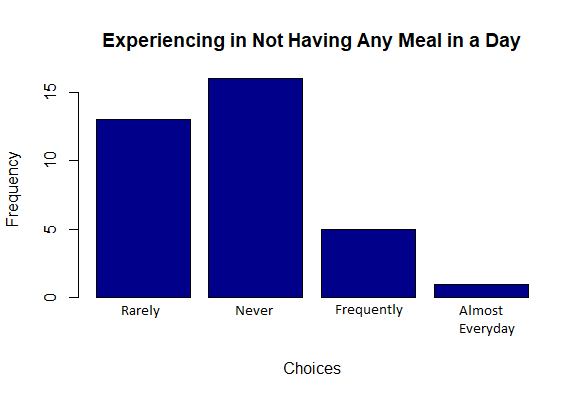 Experiencing in Not Having Any Meal in a Day
Frequency
15
10
5
0
Rarely
Never
Frequently
Almost
Everyday
Choices